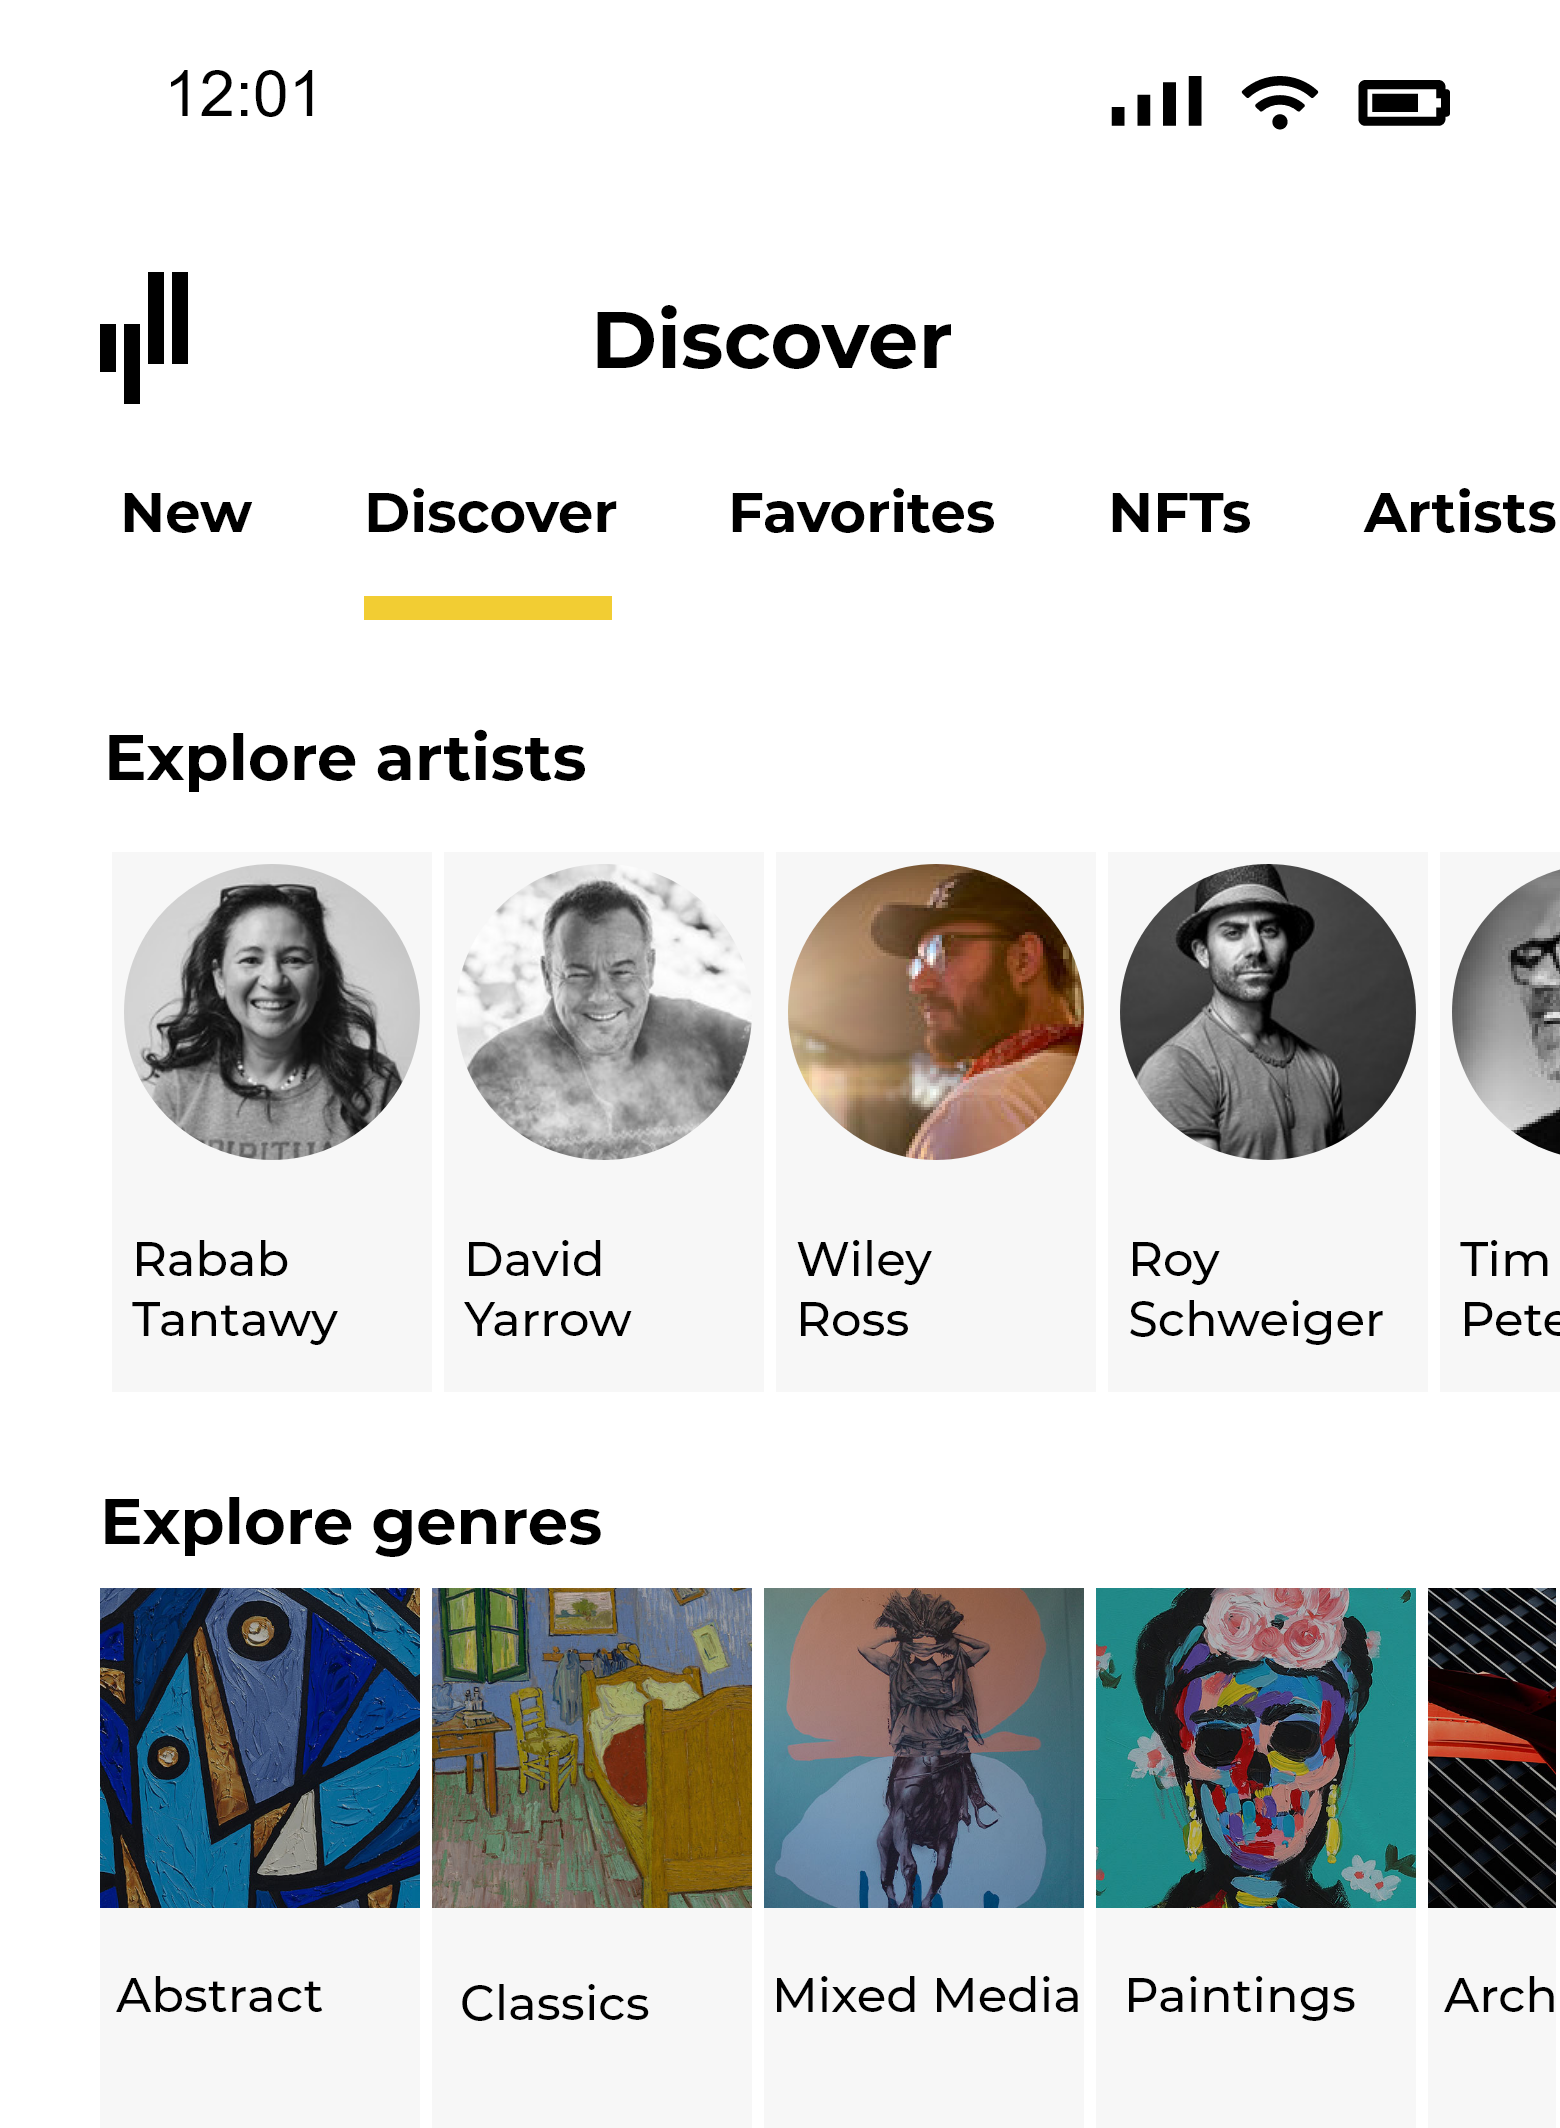 12:01
Discover
New Discover Favorites NFTs Artists
Explore artists
Rabab
Tantawy
David
Yarrow
Wiley
Ross
Roy
Schweiger
Tim
Pete
Explore genres
Abstract
Classics
Mixed Media
Paintings
Arch